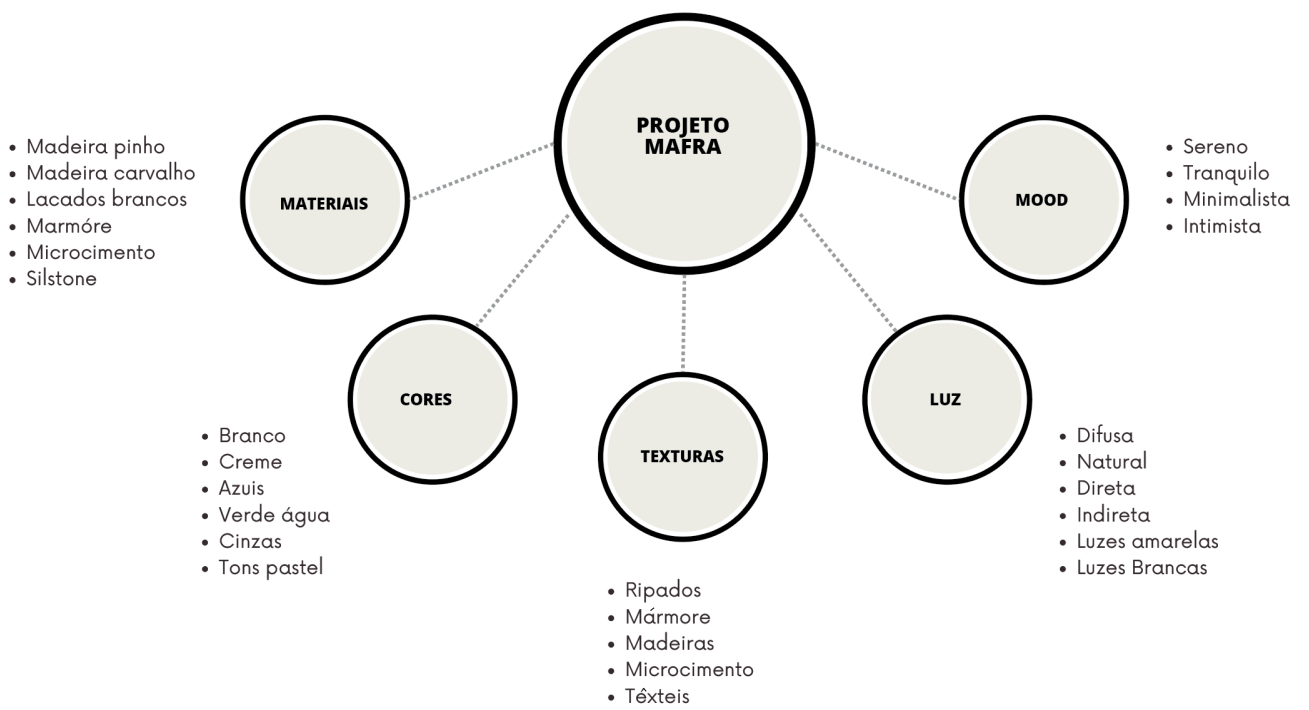 PROJETO
MAFRA
MATERIAIS
• Madeira pinho
• Madeira carvalho
• Lacados brancos
• Marmóre
• Microcimento
• Silstone
CORES
• Branco
• Creme
• Azuis
• Verde água
• Cinzas
• Tons pastel
TEXTURAS
• Ripados
• Mármore
• Madeiras
• Microcimento
• Têxteis
LUZ
• Difusa
• Natural
• Direta
• Indireta
• Luzes amarelas
• Luzes Brancas
MOOD
• Sereno
• Tranquilo
• Minimalista
• Intimista